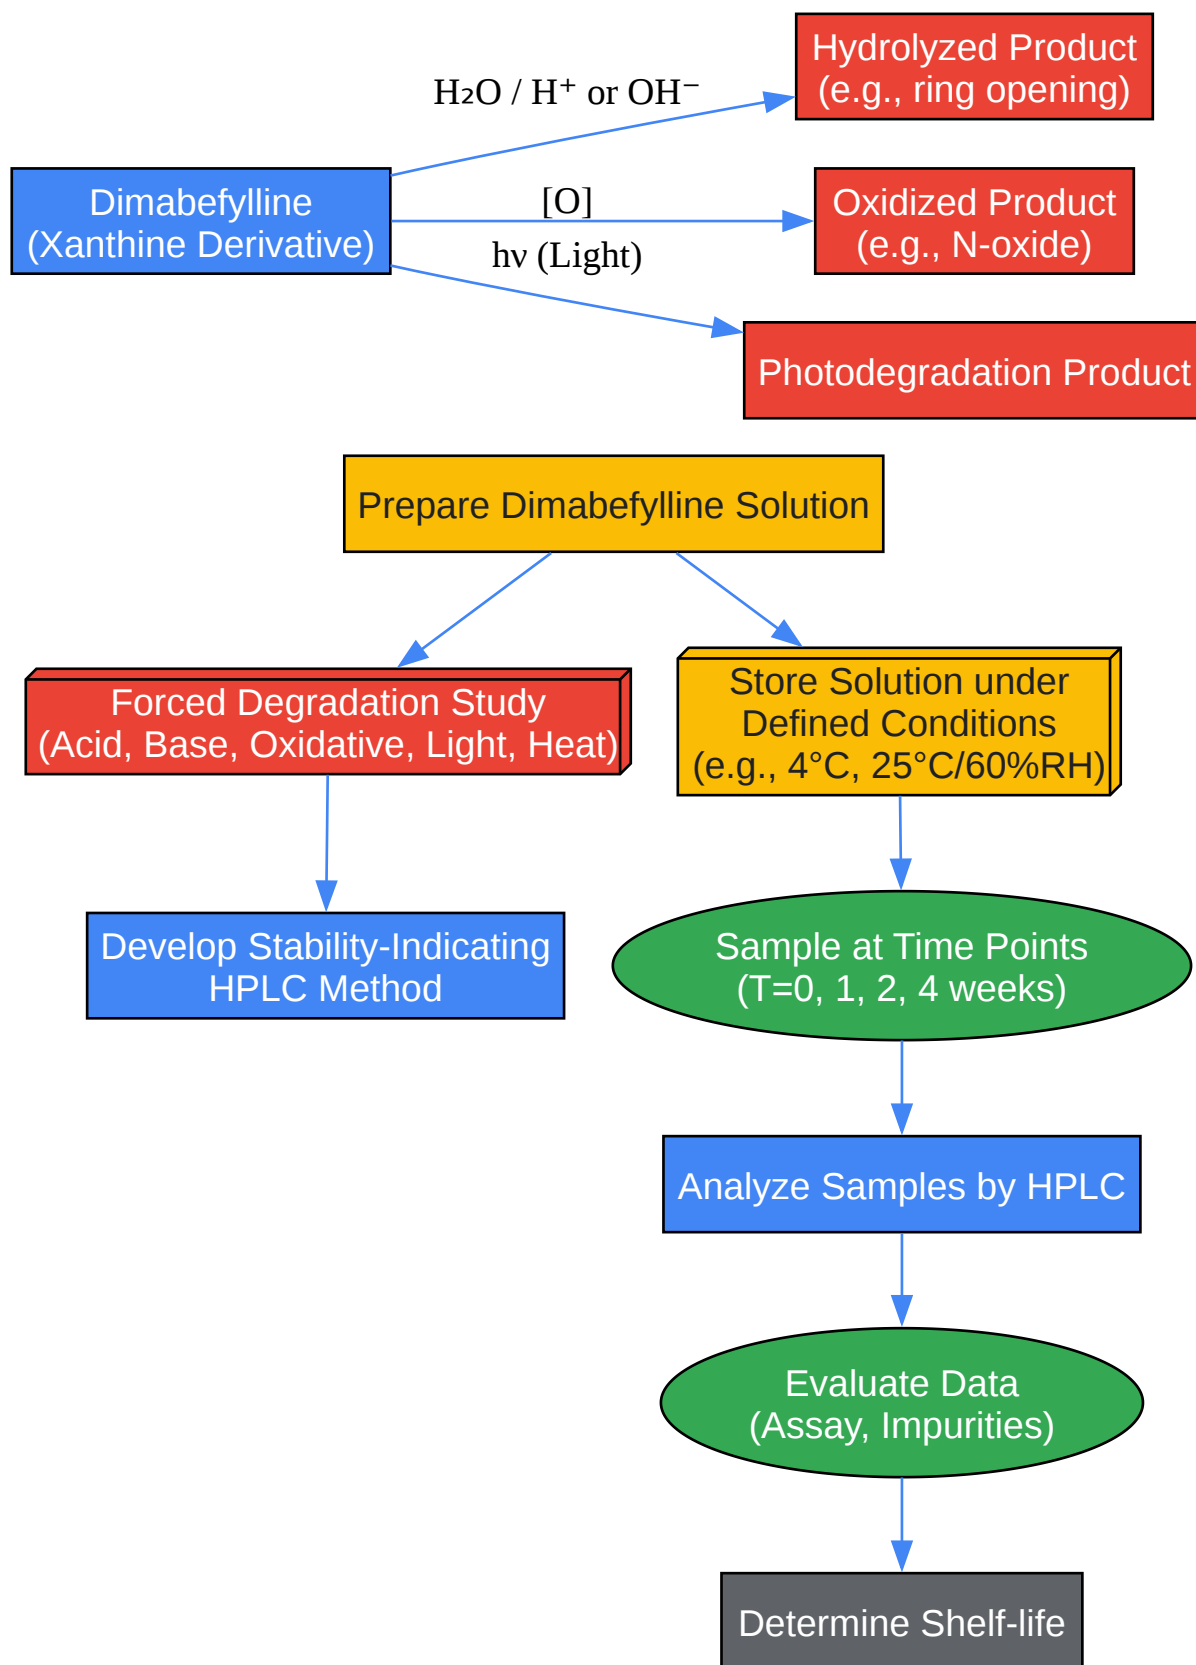 Hydrolyzed Product
(e.g., ring opening)
H₂O / H⁺ or OH⁻
Dimabefylline
(Xanthine Derivative)
[O]
Oxidized Product
(e.g., N-oxide)
hν (Light)
Photodegradation Product
Prepare Dimabefylline Solution
Forced Degradation Study
(Acid, Base, Oxidative, Light, Heat)
Store Solution under
Defined Conditions
(e.g., 4°C, 25°C/60%RH)
Develop Stability-Indicating
HPLC Method
Sample at Time Points
(T=0, 1, 2, 4 weeks)
Analyze Samples by HPLC
Evaluate Data
(Assay, Impurities)
Determine Shelf-life